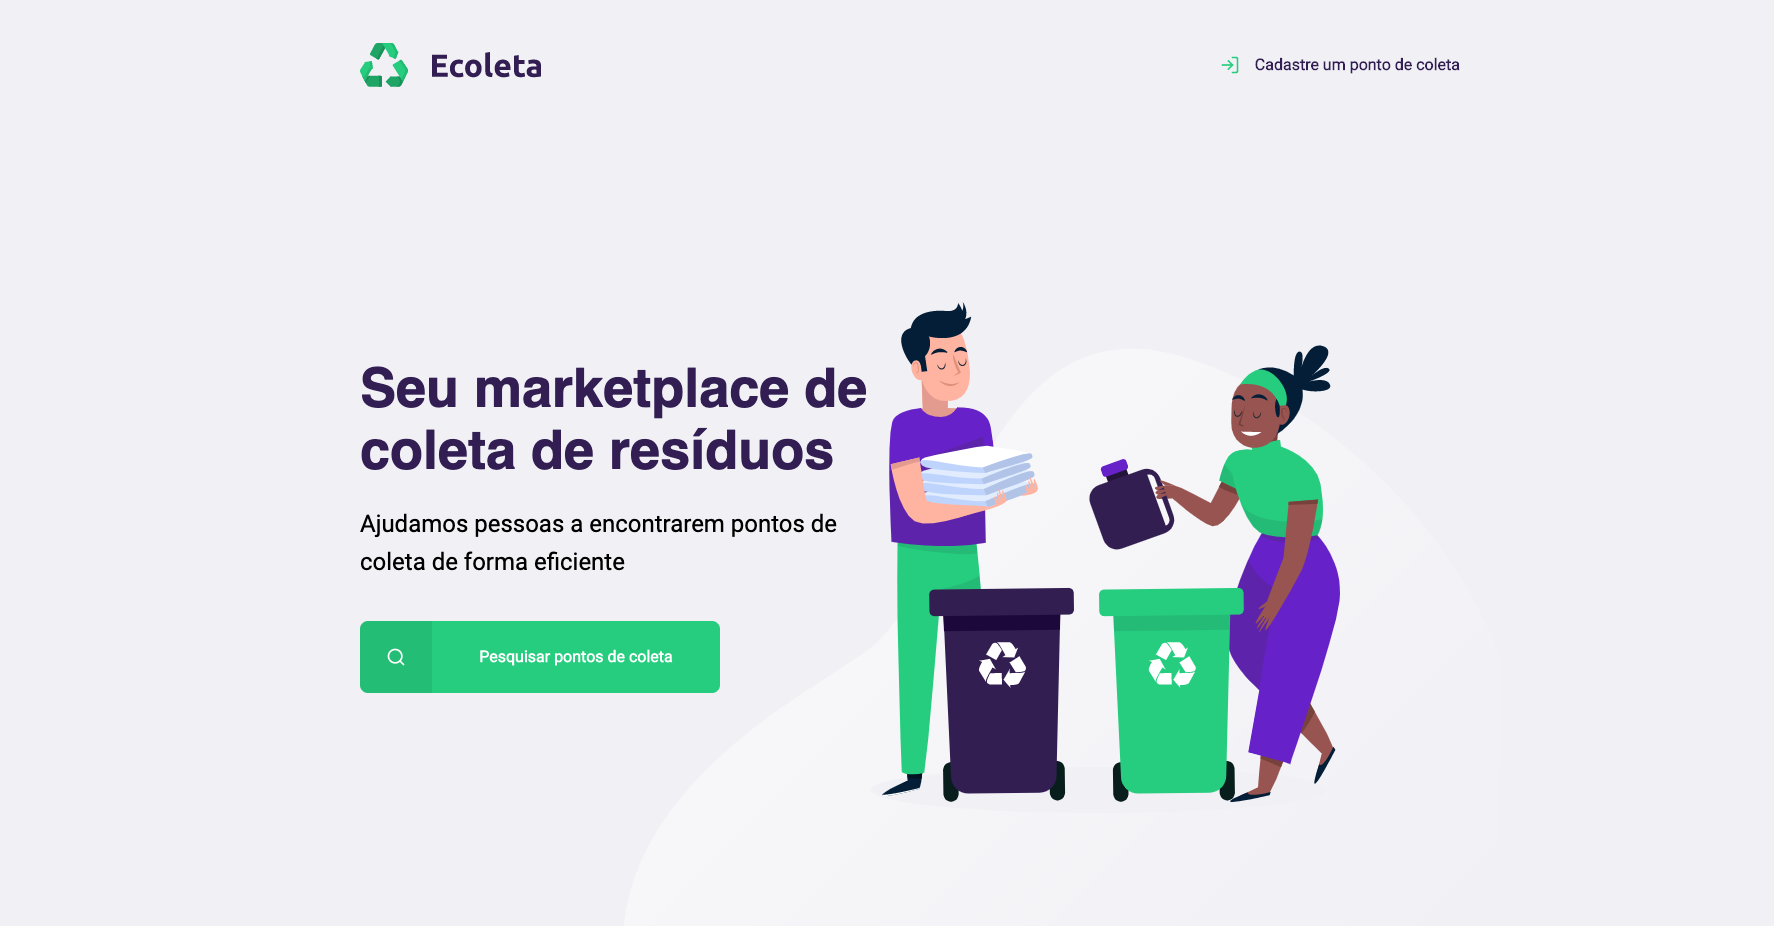 Ecoleta
Cadastre um ponto de coleta
Seu marketplace de
coleta de resíduos
Ajudamos pessoas a encontrarem pontos de
coleta de forma eficiente
Pesquisar pontos de coleta